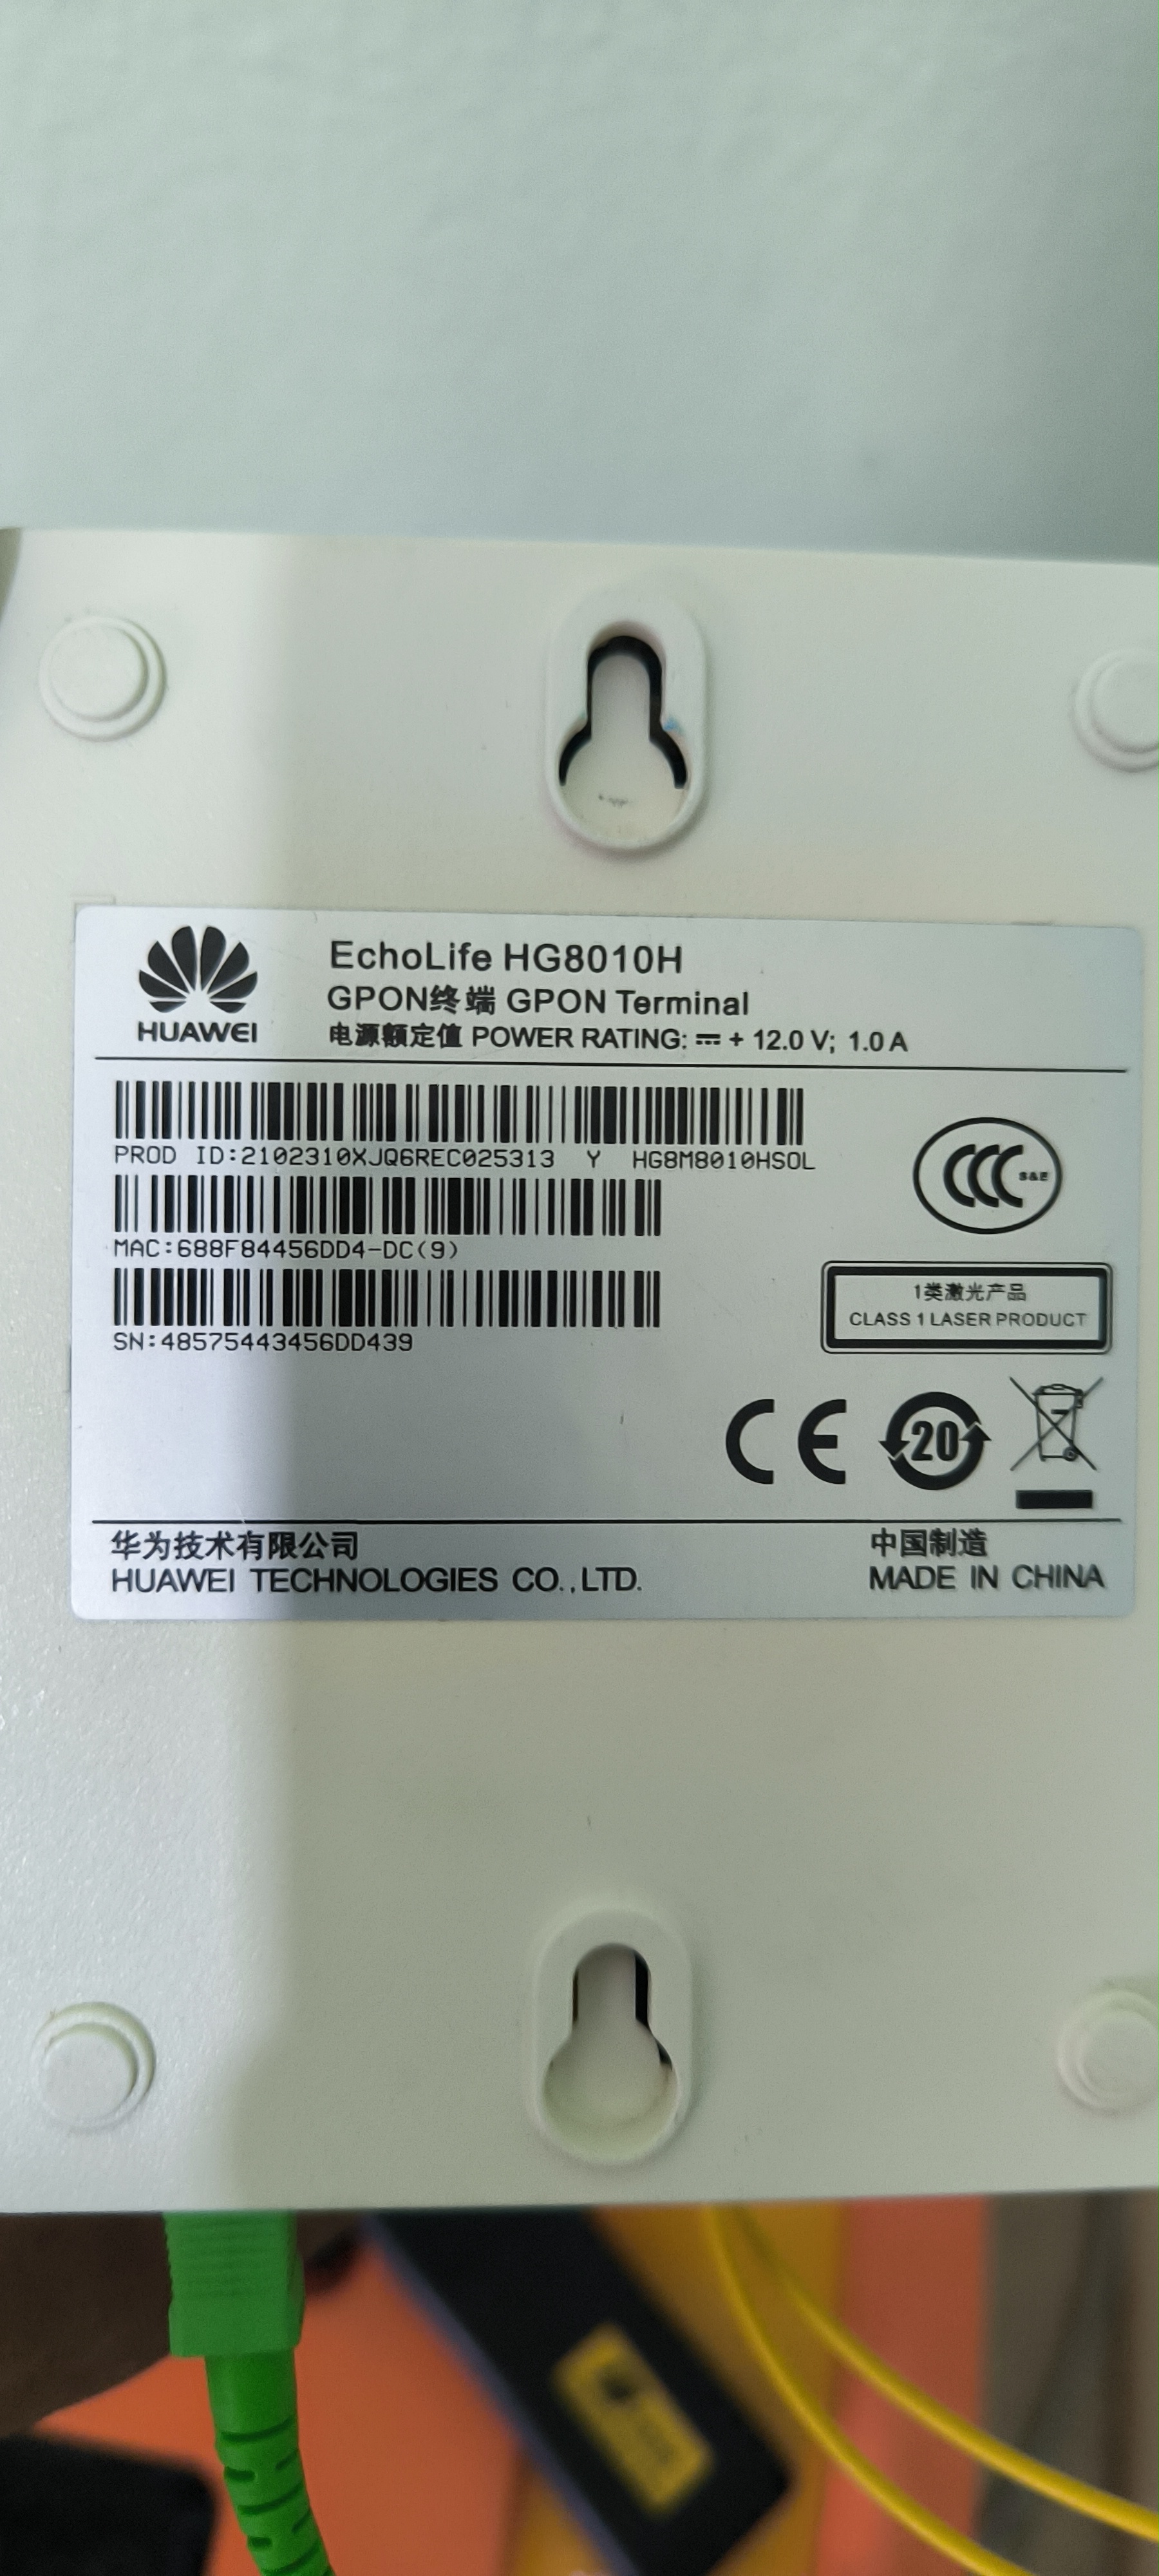 HUAWEI
EchoLife HG8010H
GPON终端 GPON Terminal
电源额定值 POWER RATING: ⎓ + 12.0 V; 1.0 A
PROD ID:2102310XJQ6REC025313 Y HG8M8010HSOL
MAC:688F84456DD4-DC(9)
SN:48575443456DD439
CCC S&E
1类激光产品
CLASS 1 LASER PRODUCT
CE
20
华为技术有限公司
HUAWEI TECHNOLOGIES CO.,LTD.
中国制造
MADE IN CHINA